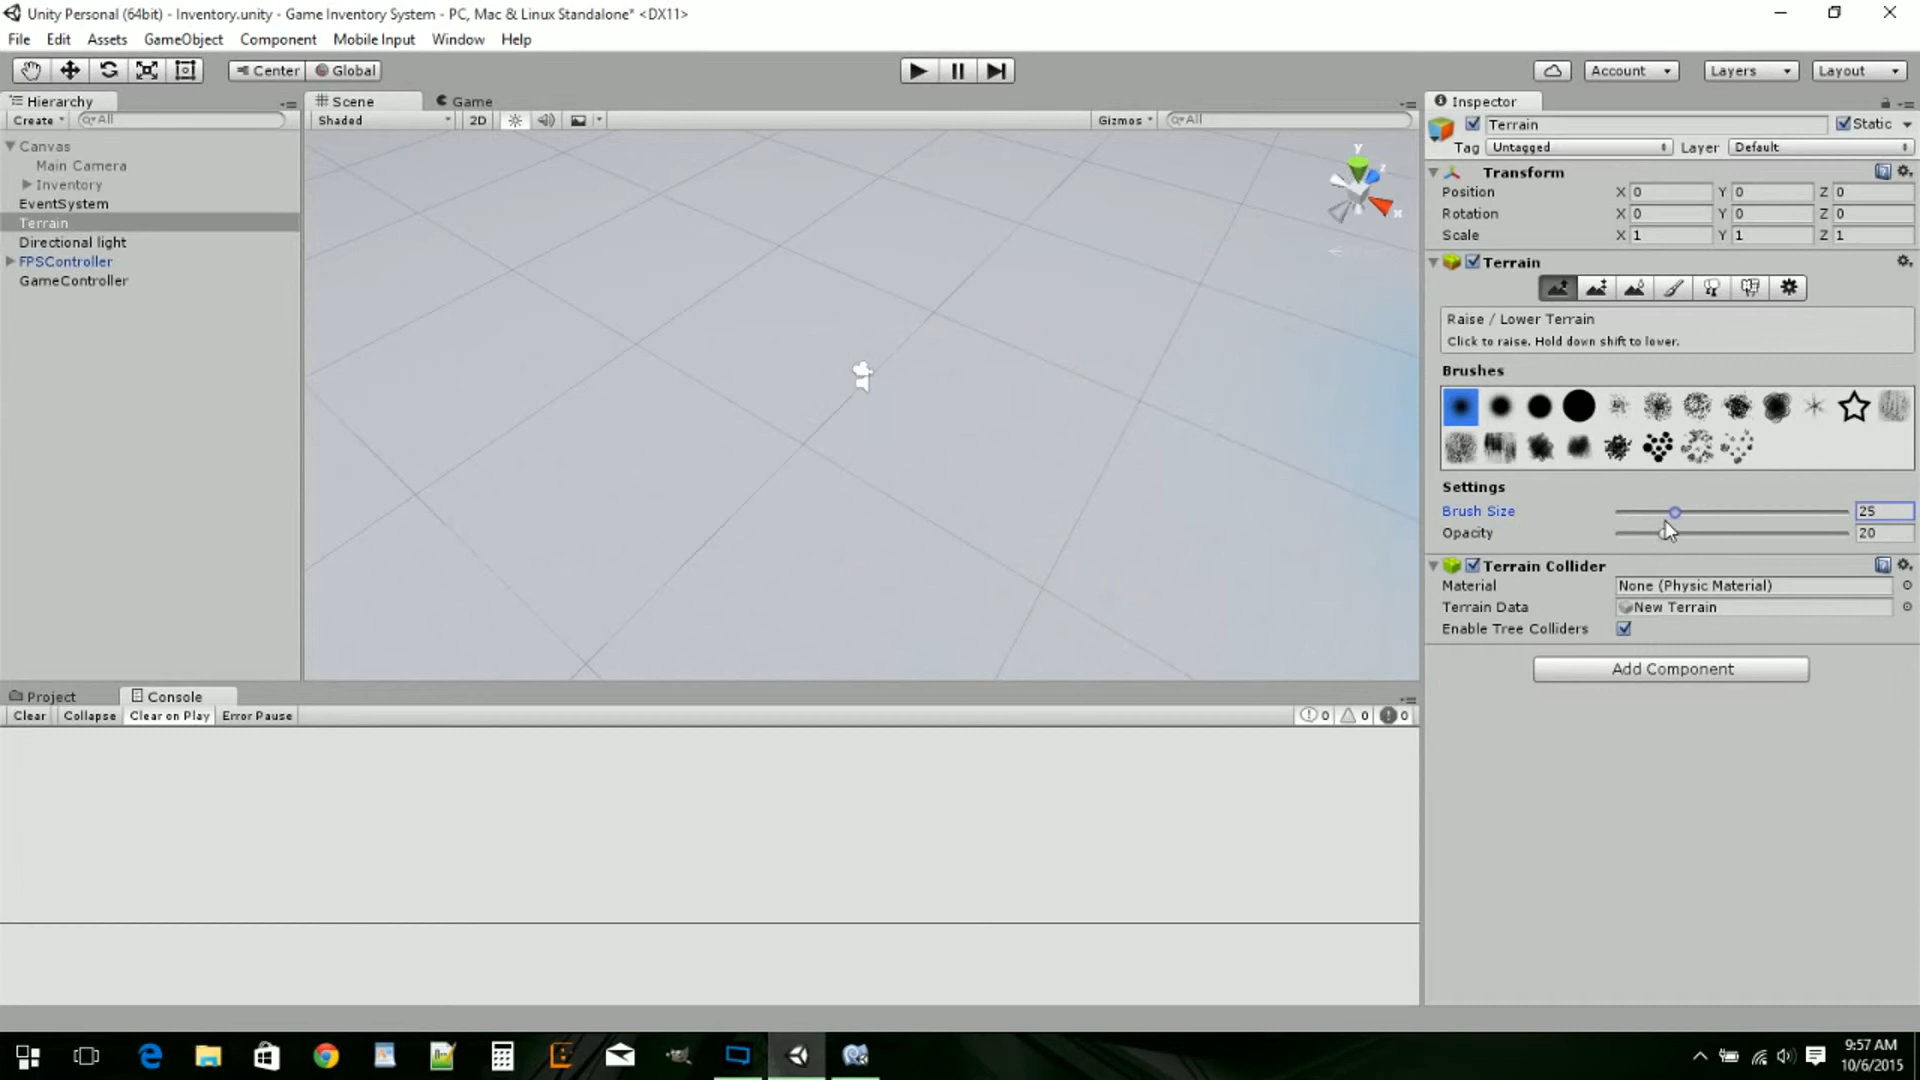 Unity Personal (64bit) - Inventory.unity - Game Inventory System - PC, Mac & Linux Standalone* <DX11>
File Edit Assets GameObject Component Mobile Input Window Help
Center Global
Account Layers Layout
Hierarchy
Create All
Canvas
Main Camera
Inventory
EventSystem
Terrain
Directional light
FPSController
GameController
Scene Game
Shaded 2D Gizmos All
y
z
x
Inspector
Terrain Static
Tag Untagged Layer Default
Transform
Position X 0 Y 0 Z 0
Rotation X 0 Y 0 Z 0
Scale X 1 Y 1 Z 1
Terrain
Raise / Lower Terrain
Click to raise. Hold down shift to lower.
Brushes
Settings
Brush Size 25
Opacity 20
Terrain Collider
Material None (Physic Material)
Terrain Data New Terrain
Enable Tree Colliders
Add Component
Project Console
Clear Collapse Clear on Play Error Pause 0 0 0
9:57 AM
10/6/2015